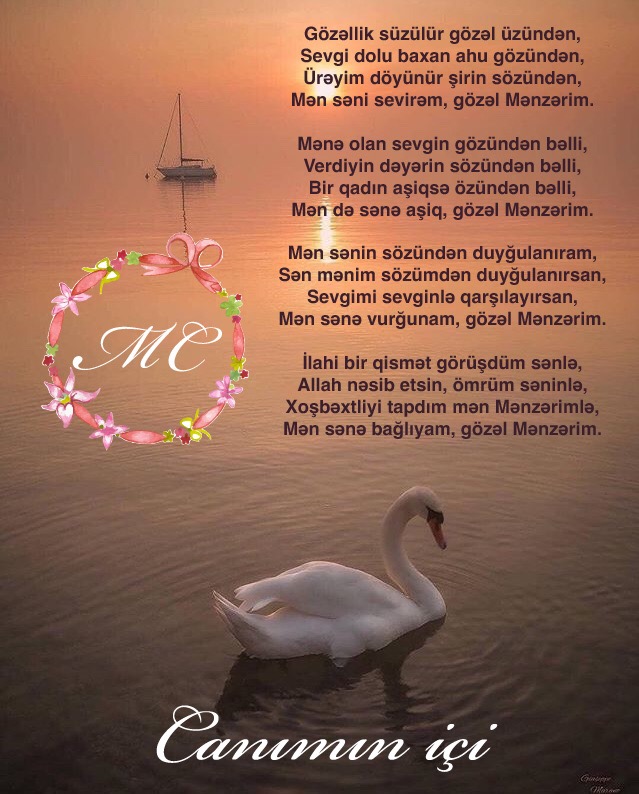 Gözəllik süzülür gözəl üzündən,
Sevgi dolu baxan ahu gözündən,
Ürəyim döyünür şirin sözündən,
Mən səni sevirəm, gözəl Mənzərim.
Mənə olan sevgin gözündən bəlli,
Verdiyin dəyərin sözündən bəlli,
Bir qadın aşiqsə özündən bəlli,
Mən də sənə aşiq, gözəl Mənzərim.
Mən sənin sözündən duyğulanıram,
Sən mənim sözümdən duyğulanırsan,
Sevgimi sevginlə qarşılayırsan,
Mən sənə vurğunam, gözəl Mənzərim.
İlahi bir qismət görüşdüm sənlə,
Allah nəsib etsin, ömrüm səninlə,
Xoşbəxtliyi tapdım mən Mənzərimlə,
Mən sənə bağlıyam, gözəl Mənzərim.
MC
Canımın içi
Giuseppe